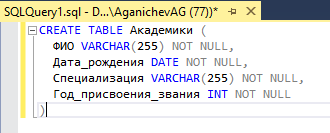 SQLQuery1.sql - D...\AganichevAG (77))*
CREATE TABLE Академики (
ФИО VARCHAR(255) NOT NULL,
Дата_рождения DATE NOT NULL,
Специализация VARCHAR(255) NOT NULL,
Год_присвоения_звания INT NOT NULL
)